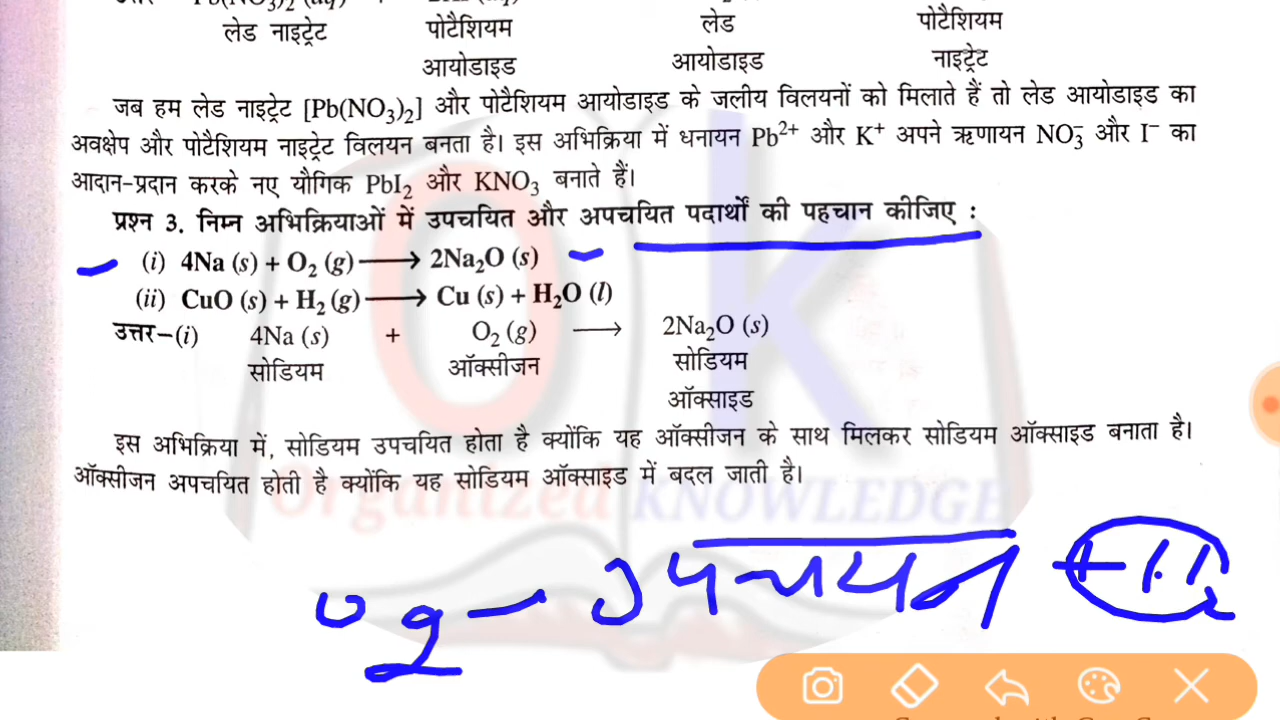 लेड नाइट्रेट पोटैशियम लेड पोटैशियम
आयोडाइड आयोडाइड नाइट्रेट
जब हम लेड नाइट्रेट [Pb(NO₃)₂] और पोटैशियम आयोडाइड के जलीय विलयनों को मिलाते हैं तो लेड आयोडाइड का
अवक्षेप और पोटैशियम नाइट्रेट विलयन बनता है। इस अभिक्रिया में धनायन Pb²⁺ और K⁺ अपने ऋणायन NO₃⁻ और I⁻ का
आदान-प्रदान करके नए यौगिक PbI₂ और KNO₃ बनाते हैं।
प्रश्न 3. निम्न अभिक्रियाओं में उपचयित और अपचयित पदार्थों की पहचान कीजिए :
(i) 4Na (s) + O₂ (g) ⟶ 2Na₂O (s)
(ii) CuO (s) + H₂ (g) ⟶ Cu (s) + H₂O (l)
उत्तर–(i) 4Na (s) + O₂ (g) ⟶ 2Na₂O (s)
सोडियम ऑक्सीजन सोडियम
ऑक्साइड
इस अभिक्रिया में, सोडियम उपचयित होता है क्योंकि यह ऑक्सीजन के साथ मिलकर सोडियम ऑक्साइड बनाता है।
ऑक्सीजन अपचयित होती है क्योंकि यह सोडियम ऑक्साइड में बदल जाती है।
Organized KNOWLEDGE
उपचयन